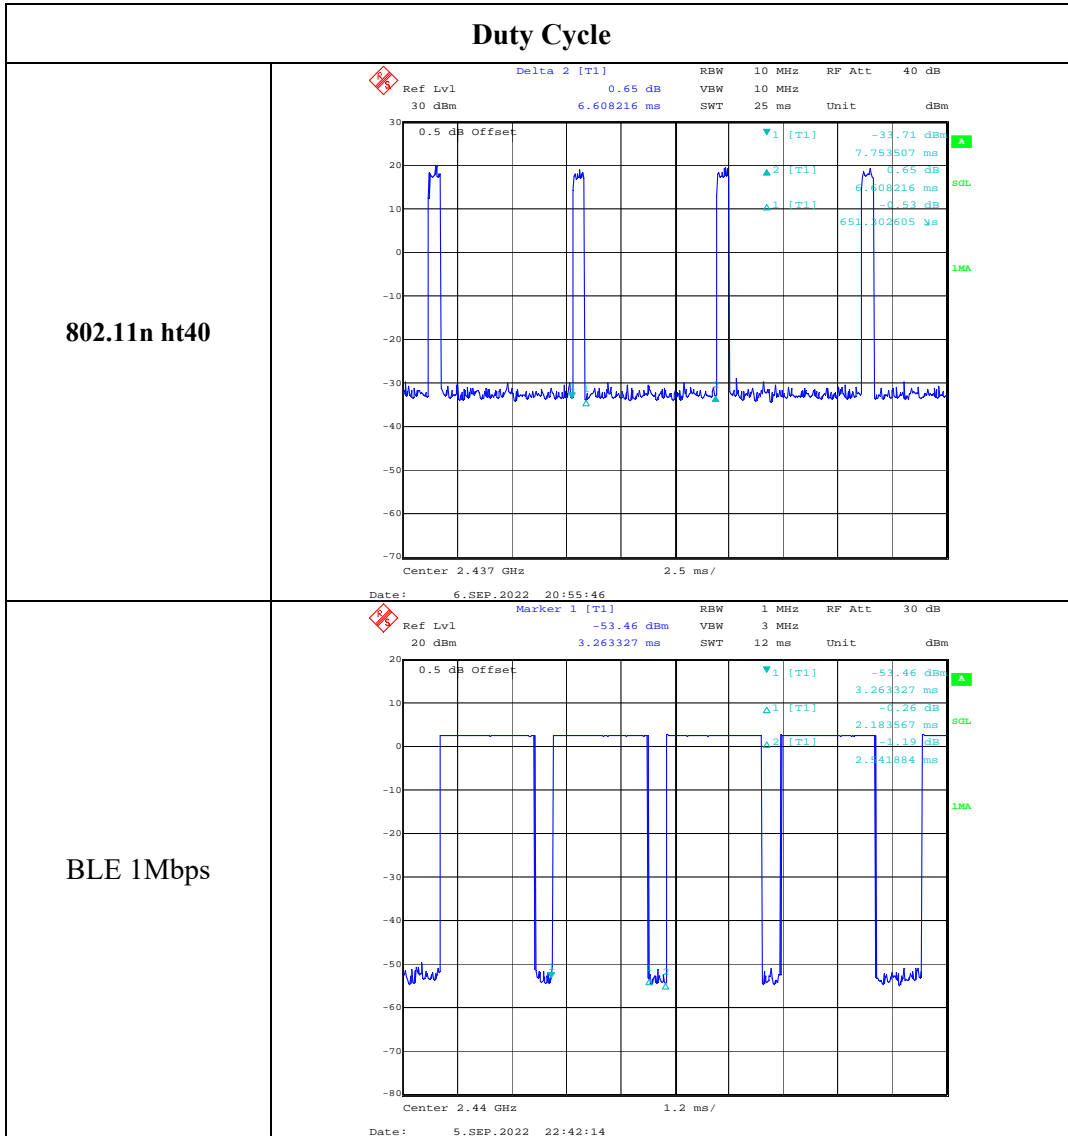 Duty Cycle
802.11n ht40
R S
Delta 2 [T1] RBW 10 MHz RF Att 40 dB
Ref Lvl 0.65 dB VBW 10 MHz
30 dBm 6.608216 ms SWT 25 ms Unit dBm
30
0.5 dB Offset
▼1 [T1] -33.71 dBm
A
7.753507 ms
20
▲2 [T1] 0.65 dB
6.608216 ms
SGL
10
△1 [T1] -0.53 dB
651.302605 µs
0
1MA
-10
-20
-30
-40
-50
-60
-70
Center 2.437 GHz 2.5 ms/
Date: 6.SEP.2022 20:55:46
BLE 1Mbps
R S
Marker 1 [T1] RBW 1 MHz RF Att 30 dB
Ref Lvl -53.46 dBm VBW 3 MHz
20 dBm 3.263327 ms SWT 12 ms Unit dBm
20
0.5 dB Offset
▼1 [T1] -53.46 dBm
A
3.263327 ms
10
△1 [T1] -0.26 dB
2.183567 ms
SGL
0
△2 [T1] -1.19 dB
2.541884 ms
-10
1MA
-20
-30
-40
-50
-60
-70
-80
Center 2.44 GHz 1.2 ms/
Date: 5.SEP.2022 22:42:14